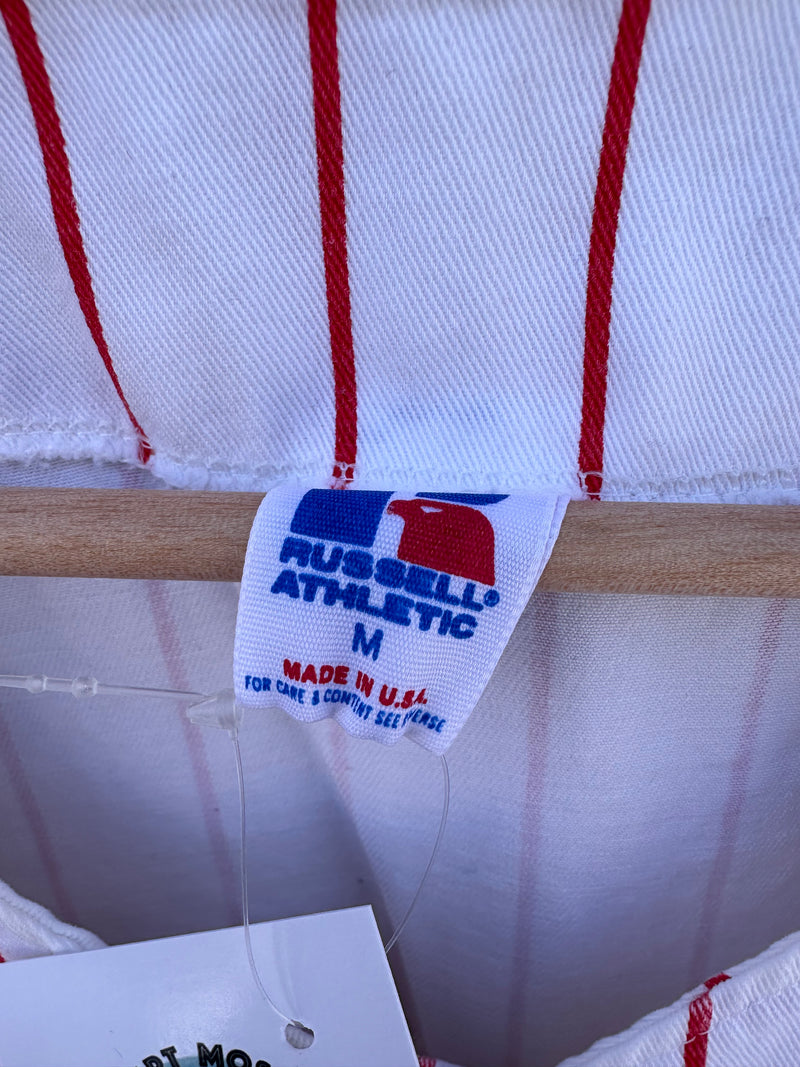 RUSSELL®
ATHLETIC
M
MADE IN U.S.A.
FOR CARE & CONTENT SEE REVERSE